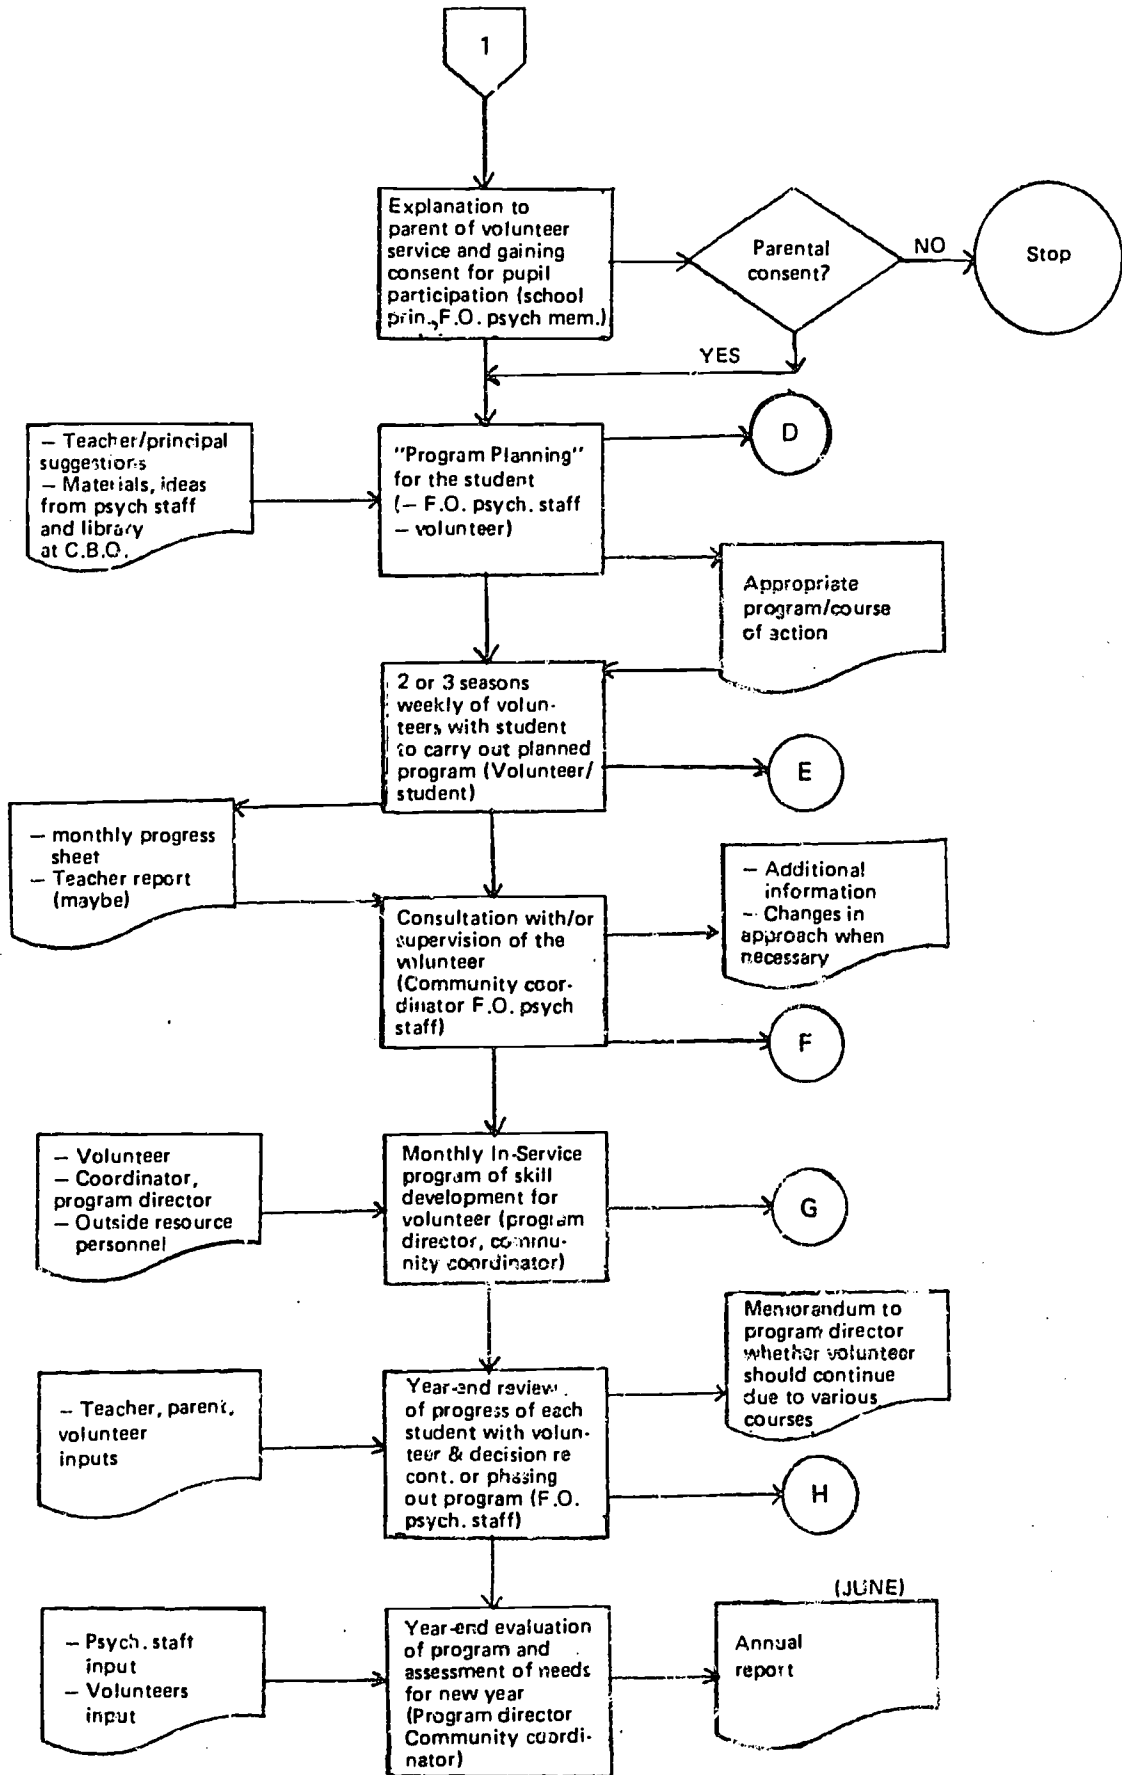 1
Explanation to
parent of volunteer
service and gaining
consent for pupil
participation (school
prin., F.O. psych mem.)
Parental
consent?
NO
Stop
YES
— Teacher/principal
suggestions
— Materials, ideas
from psych staff
and library
at C.B.O.
"Program Planning"
for the student
(— F.O. psych. staff
— volunteer)
D
Appropriate
program/course
of action
2 or 3 seasons
weekly of volun-
teers with student
to carry out planned
program (Volunteer/
student)
E
— monthly progress
sheet
— Teacher report
(maybe)
Consultation with/or
supervision of the
volunteer
(Community coor-
dinator F.O. psych
staff)
— Additional
information
— Changes in
approach when
necessary
F
— Volunteer
— Coordinator,
program director
— Outside resource
personnel
Monthly In-Service
program of skill
development for
volunteer (program
director, commu-
nity coordinator)
G
Memorandum to
program director
whether volunteer
should continue
due to various
courses
— Teacher, parent,
volunteer
inputs
Year-end review
of progress of each
student with volun-
teer & decision re
cont. or phasing
out program (F.O.
psych. staff)
H
— Psych. staff
input
— Volunteers
input
Year-end evaluation
of program and
assessment of needs
for new year
(Program director
Community coordi-
nator)
(JUNE)
Annual
report